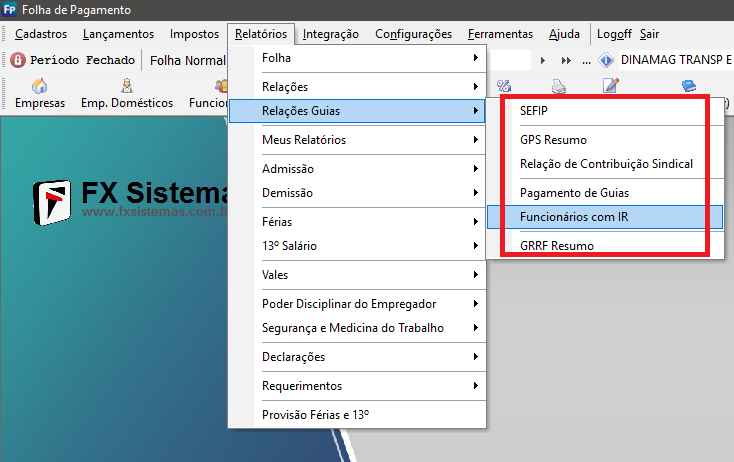 FP Folha de Pagamento
Cadastros Lançamentos Impostos Relatórios Integração Configurações Ferramentas Ajuda Logoff Sair
Período Fechado Folha Normal ... DINAMAG TRANSP E
Empresas Emp. Domésticos Funcion
Folha
Relações
Relações Guias
Meus Relatórios
Admissão
Demissão
Férias
13º Salário
Vales
Poder Disciplinar do Empregador
Segurança e Medicina do Trabalho
Declarações
Requerimentos
Provisão Férias e 13º
SEFIP
GPS Resumo
Relação de Contribuição Sindical
Pagamento de Guias
Funcionários com IR
GRRF Resumo
FX Sistema
www.fxsistemas.com.b